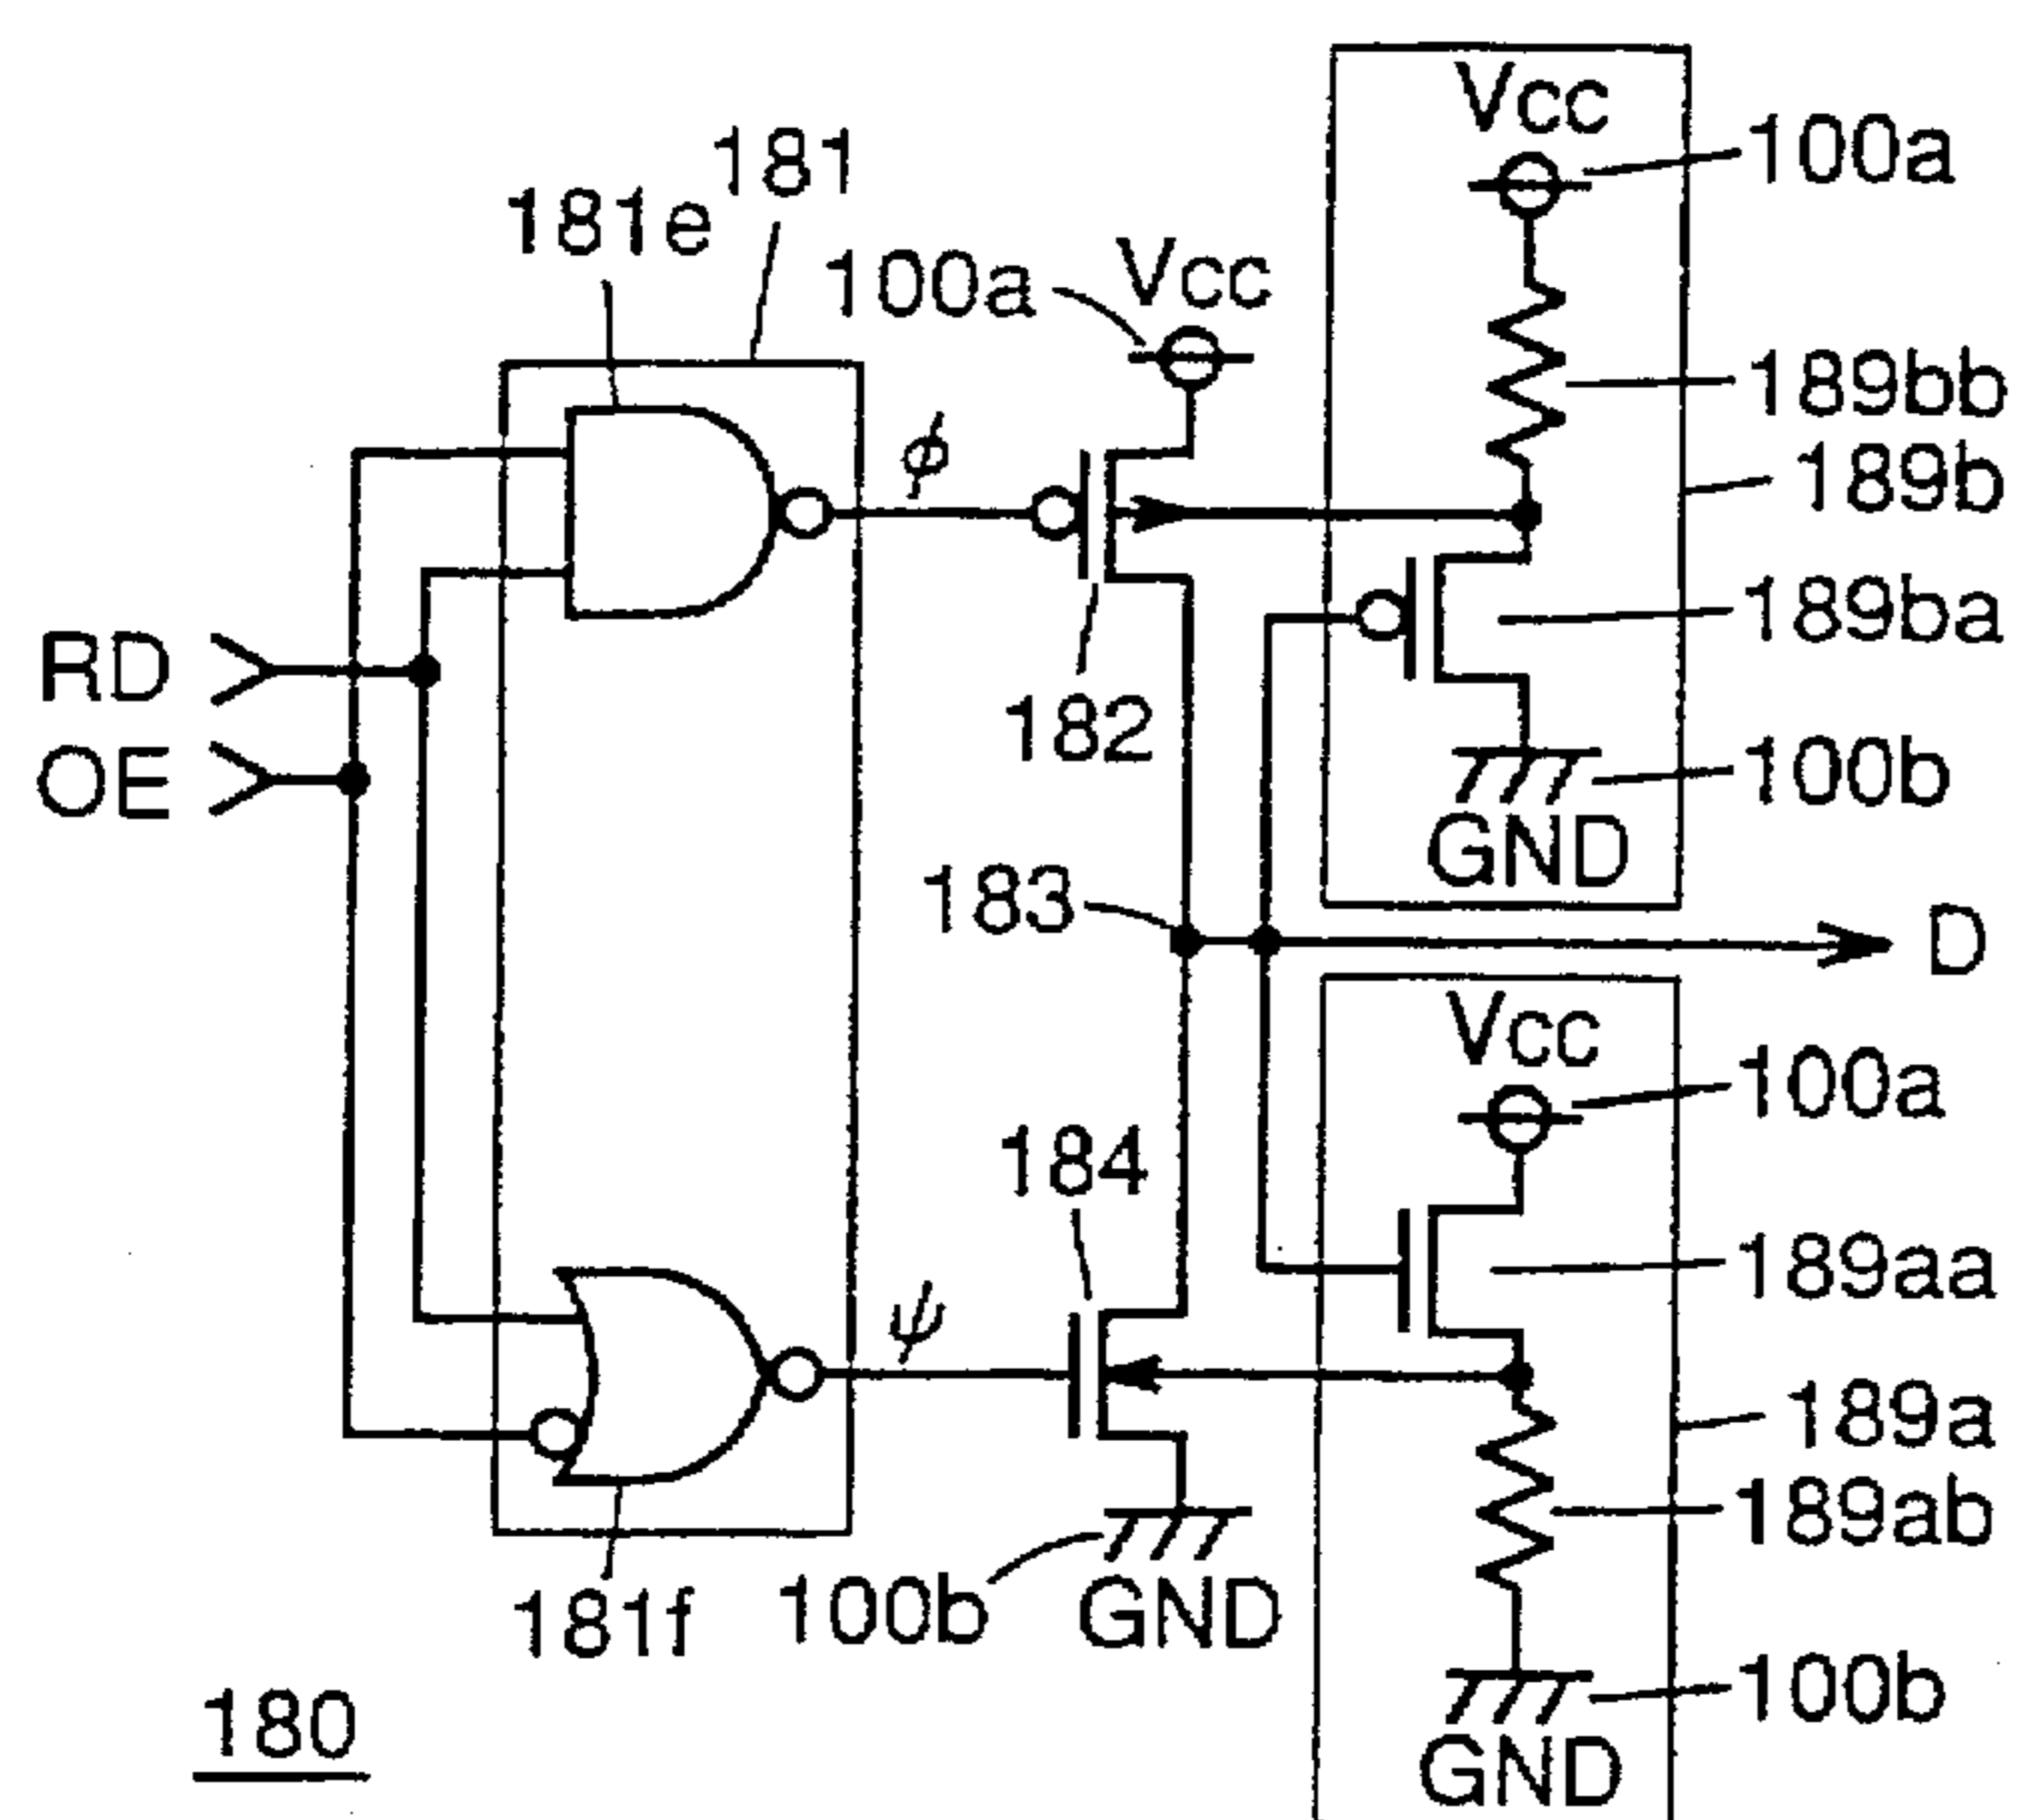 Vcc
100a
181
181e
100a
Vcc
189bb
φ
189b
189ba
RD
182
OE
100b
GND
183
D
Vcc
100a
184
189aa
ψ
189a
189ab
181f
100b
GND
100b
180
GND